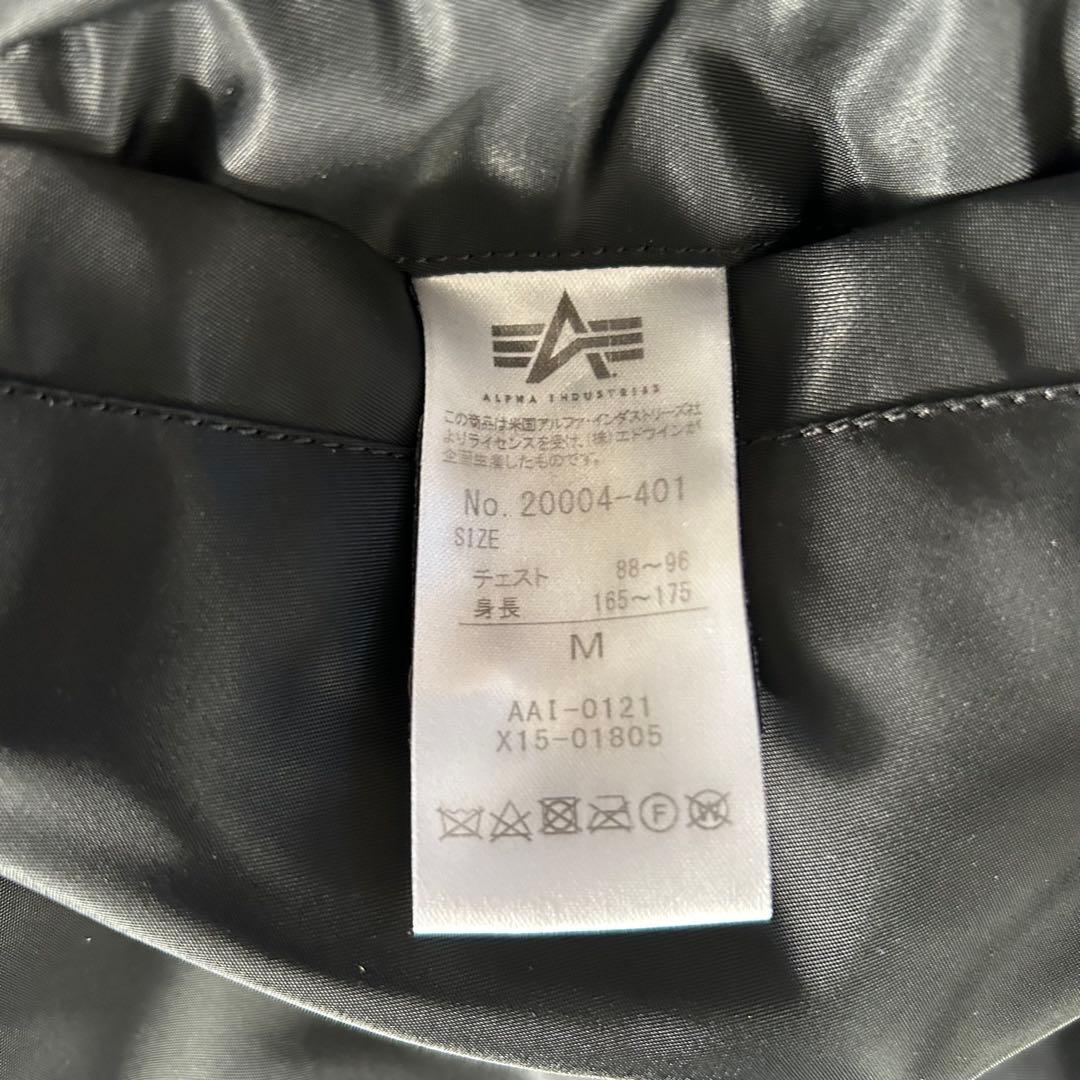 ALPHA INDUSTRIES
この商品は米国アルファ・インダストリーズ社
よりライセンスを受け、(株)エドウインが
企画生産したものです。
No. 20004-401
SIZE
チェスト 88〜96
身長 165〜175
M
AAI-0121
X15-01805
F
W